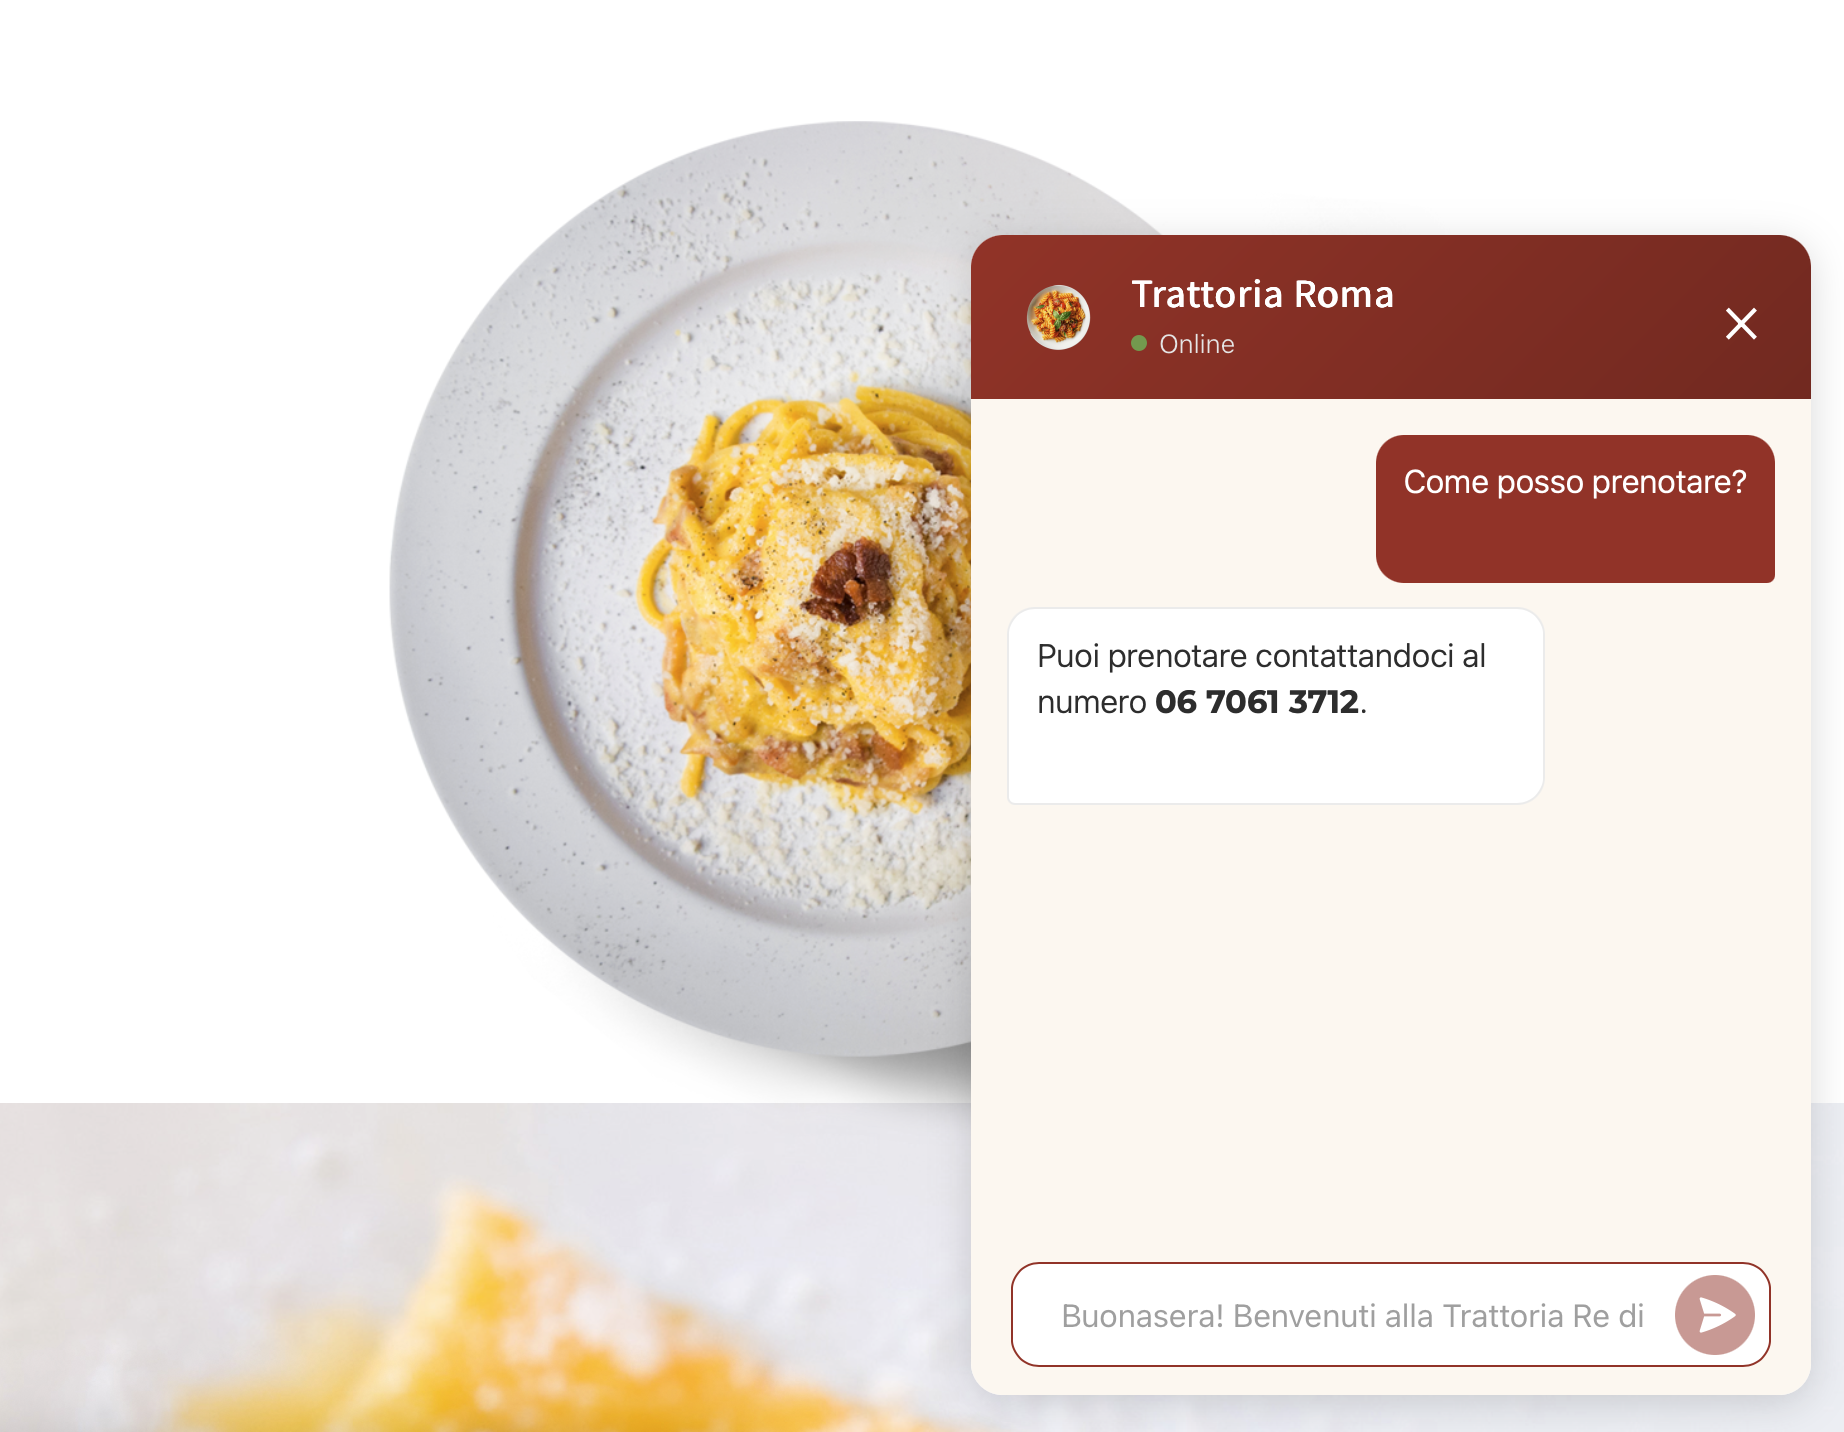 Trattoria Roma
Online
Come posso prenotare?
Puoi prenotare contattandoci al
numero 06 7061 3712.
Buonasera! Benvenuti alla Trattoria Re di